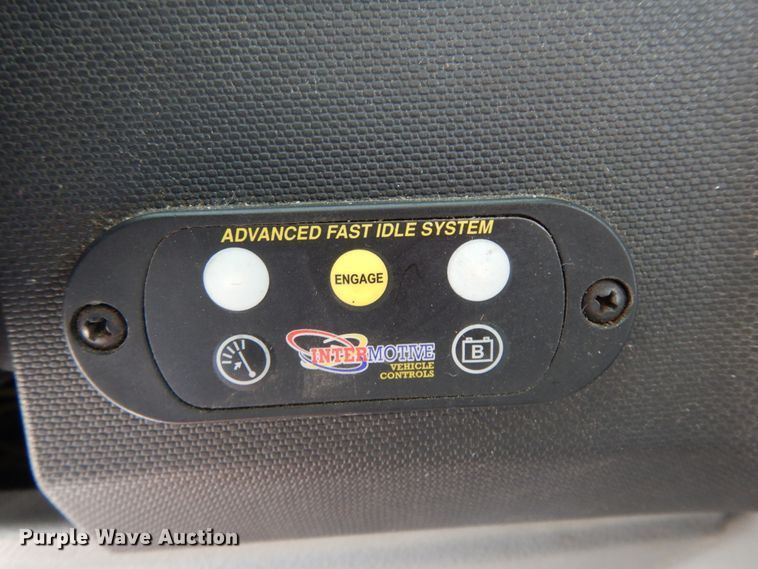 ADVANCED FAST IDLE SYSTEM
ENGAGE
INTERMOTIVE
VEHICLE
CONTROLS
B
Purple Wave Auction